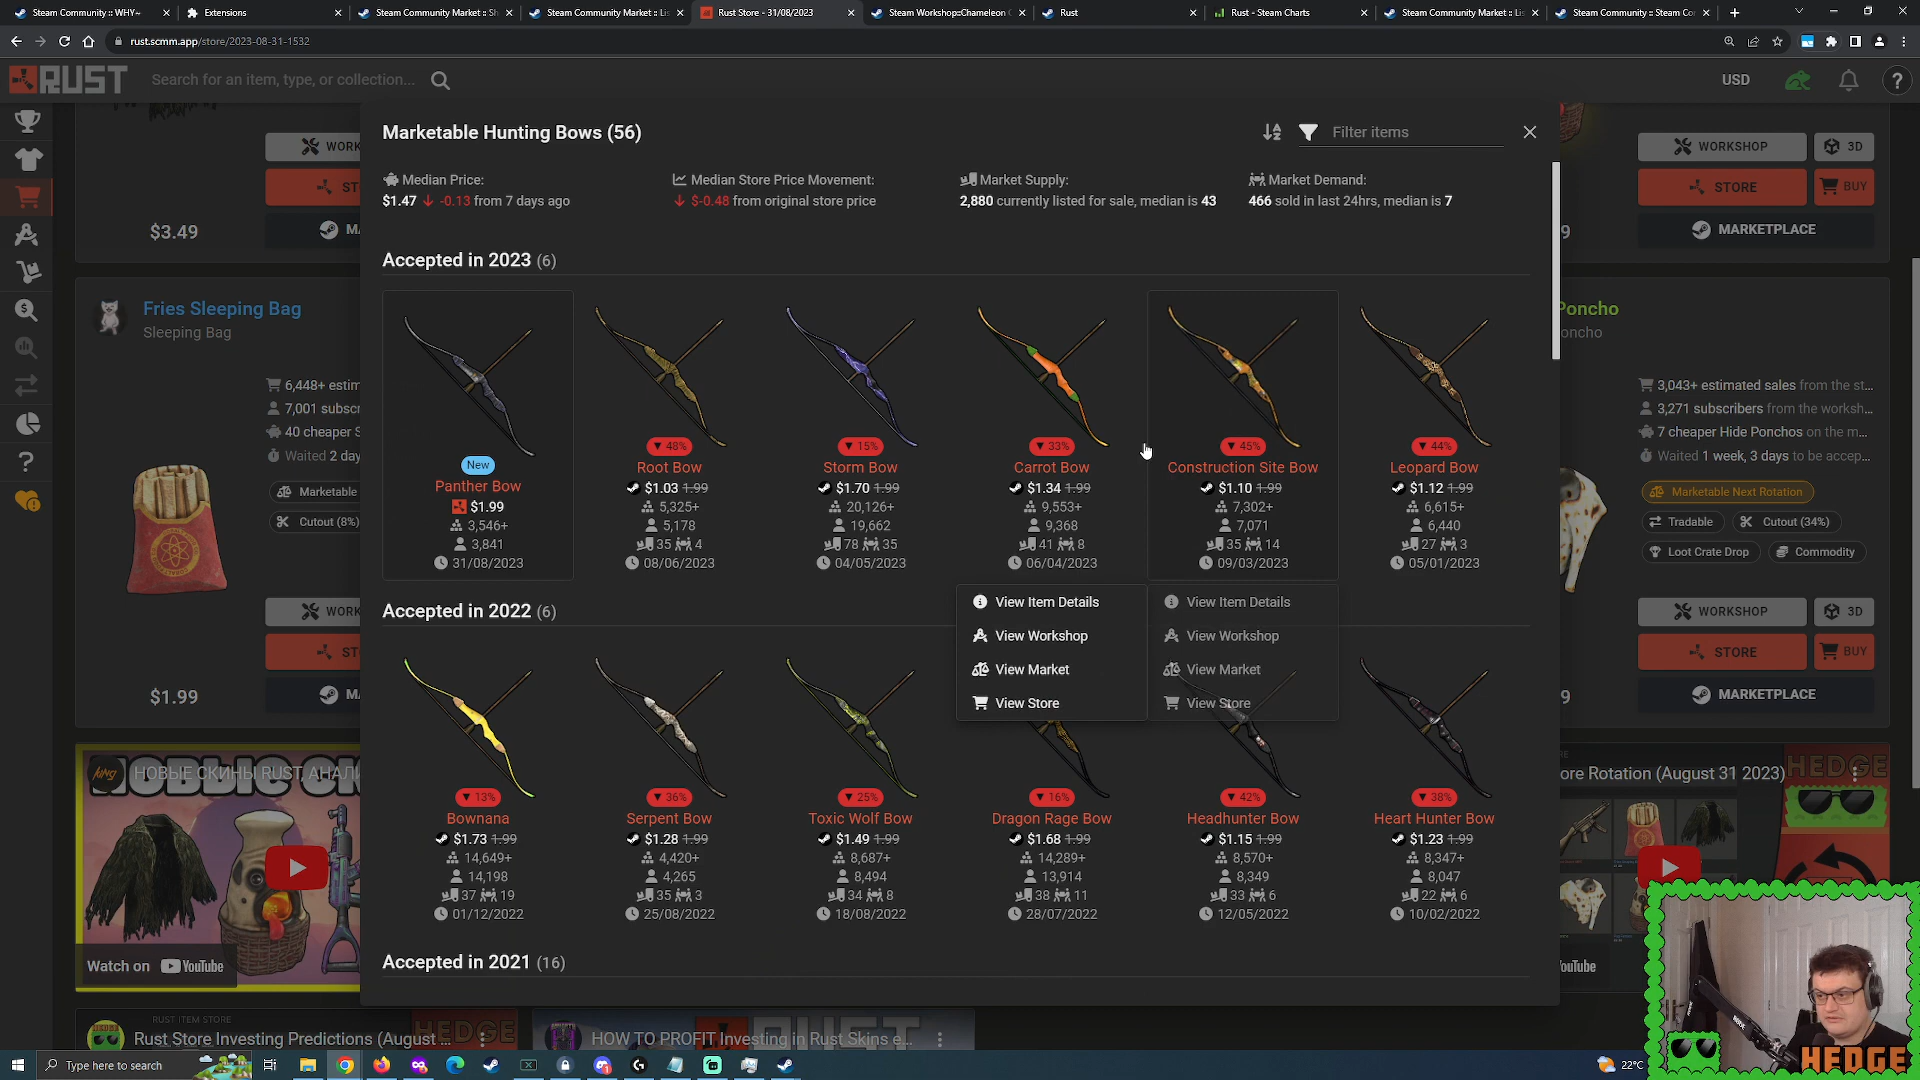 Steam Community :: WHY~
Extensions
Steam Community Market :: Sh
Steam Community Market :: Lis
Rust Store - 31/08/2023
Steam Workshop::Chameleon C
Rust
Rust - Steam Charts
Steam Community Market :: Lis
Steam Community :: Steam Cor
rust.scmm.app/store/2023-08-31-1532
RUST
Search for an item, type, or collection...
USD
?
Marketable Hunting Bows (56)
Filter items
Median Price:
$1.47 -0.13 from 7 days ago
Median Store Price Movement:
$-0.48 from original store price
Market Supply:
2,880 currently listed for sale, median is 43
Market Demand:
466 sold in last 24hrs, median is 7
WORK
ST
$3.49
MA
WORKSHOP
3D
STORE
BUY
9
MARKETPLACE
Accepted in 2023 (6)
New
Panther Bow
$1.99
3,546+
3,841
31/08/2023
48%
Root Bow
$1.03 1.99
5,325+
5,178
35 4
08/06/2023
15%
Storm Bow
$1.70 1.99
20,126+
19,662
78 35
04/05/2023
33%
Carrot Bow
$1.34 1.99
9,553+
9,368
41 8
06/04/2023
45%
Construction Site Bow
$1.10 1.99
7,302+
7,071
35 14
09/03/2023
44%
Leopard Bow
$1.12 1.99
6,615+
6,440
27 3
05/01/2023
Fries Sleeping Bag
Sleeping Bag
6,448+ estim
7,001 subscr
40 cheaper S
Waited 2 day
Marketable
Cutout (8%)
WORK
ST
$1.99
MA
Poncho
oncho
3,043+ estimated sales from the st...
3,271 subscribers from the worksh...
7 cheaper Hide Ponchos on the m...
Waited 1 week, 3 days to be accep...
Marketable Next Rotation
Tradable
Cutout (34%)
Loot Crate Drop
Commodity
WORKSHOP
3D
STORE
BUY
9
MARKETPLACE
View Item Details
View Workshop
View Market
View Store
View Item Details
View Workshop
View Market
View Store
Accepted in 2022 (6)
13%
Bownana
$1.73 1.99
14,649+
14,198
37 19
01/12/2022
36%
Serpent Bow
$1.28 1.99
4,420+
4,265
35 3
25/08/2022
25%
Toxic Wolf Bow
$1.49 1.99
8,687+
8,494
34 8
18/08/2022
16%
Dragon Rage Bow
$1.68 1.99
14,289+
13,914
38 11
28/07/2022
42%
Headhunter Bow
$1.15 1.99
8,570+
8,349
33 6
12/05/2022
38%
Heart Hunter Bow
$1.23 1.99
8,347+
8,047
22 6
10/02/2022
Accepted in 2021 (16)
НОВЫЕ СКИНЫ RUST, АНАЛИ
Watch on YouTube
ore Rotation (August 31 2023)
HEDGE
ouTube
RUST ITEM STORE
Rust Store Investing Predictions (August ...
HEDGE
HOW TO PROFIT Investing in Rust Skins e...
HEDGE
Type here to search
22°C